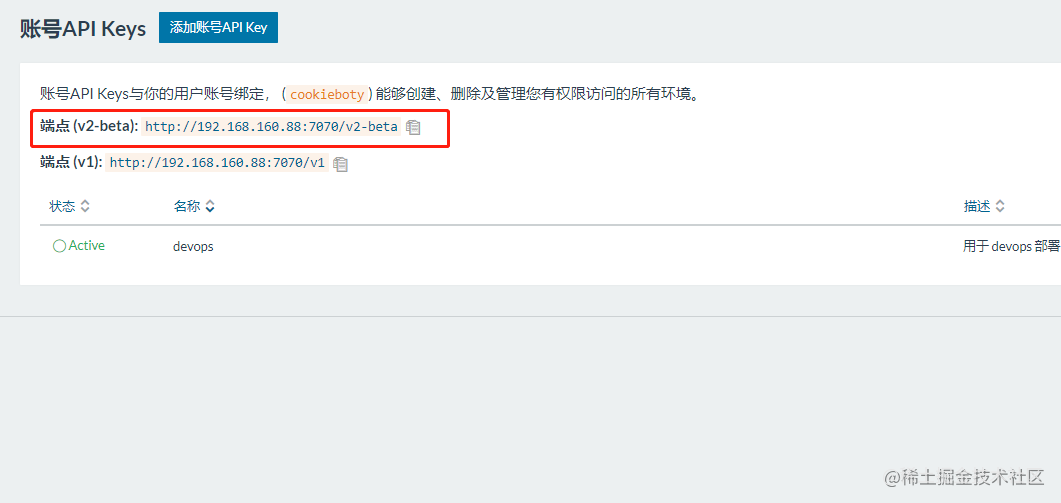 账号API Keys 添加账号API Key
账号API Keys与你的用户账号绑定，(cookieboty)能够创建、删除及管理您有权限访问的所有环境。
端点 (v2-beta): http://192.168.160.88:7070/v2-beta
端点 (v1): http://192.168.160.88:7070/v1
状态 名称 描述
Active devops 用于 devops 部署
@稀土掘金技术社区